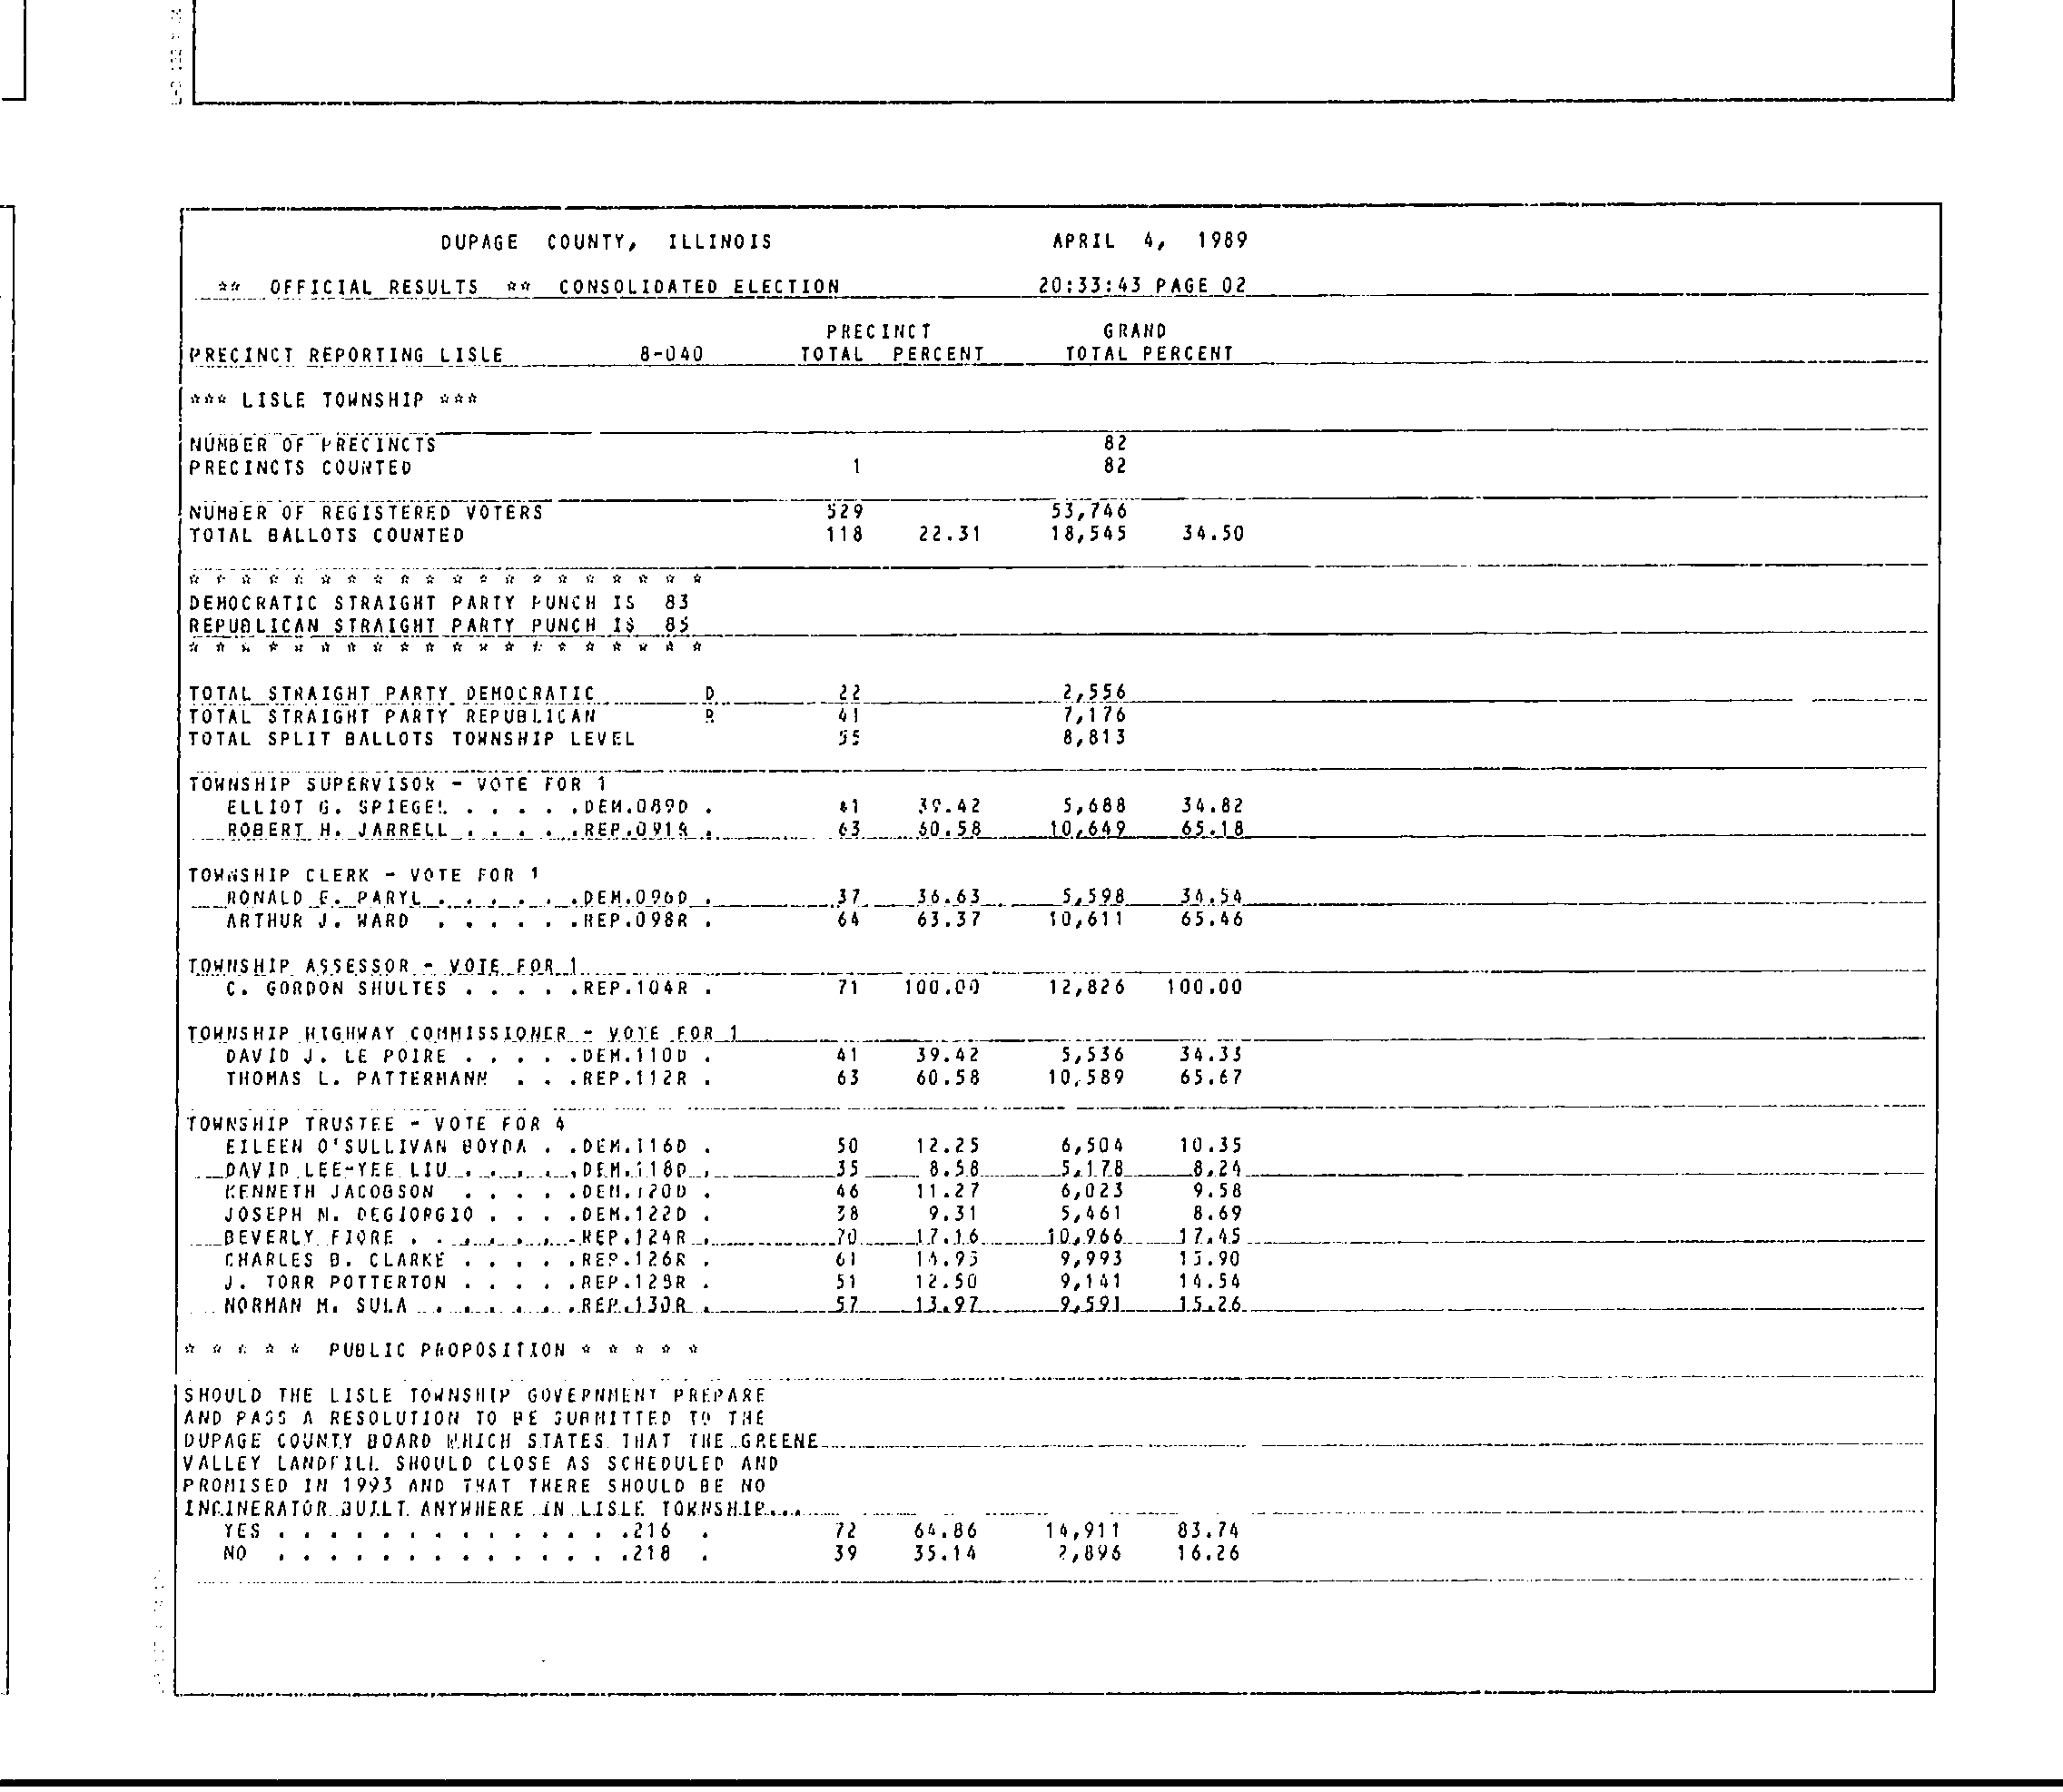 DUPAGE COUNTY, ILLINOIS APRIL 4, 1989
** OFFICIAL RESULTS ** CONSOLIDATED ELECTION 20:33:43 PAGE 02
PRECINCT GRAND
PRECINCT REPORTING LISLE 8-040 TOTAL PERCENT TOTAL PERCENT
*** LISLE TOWNSHIP ***
NUMBER OF PRECINCTS 82
PRECINCTS COUNTED 1 82
NUMBER OF REGISTERED VOTERS 529 53,746
TOTAL BALLOTS COUNTED 118 22.31 18,545 34.50
* * * * * * * * * * * * * * * * * * * *
DEMOCRATIC STRAIGHT PARTY PUNCH IS 83
REPUBLICAN STRAIGHT PARTY PUNCH IS 85
* * * * * * * * * * * * * * * * * * * *
TOTAL STRAIGHT PARTY DEMOCRATIC D 22 2,556
TOTAL STRAIGHT PARTY REPUBLICAN R 41 7,176
TOTAL SPLIT BALLOTS TOWNSHIP LEVEL 55 8,813
TOWNSHIP SUPERVISOR - VOTE FOR 1
ELLIOT G. SPIEGEL . . . . .DEM.089D . 41 39.42 5,688 34.82
ROBERT H. JARRELL . . . . .REP.091R . 63 60.58 10,649 65.18
TOWNSHIP CLERK - VOTE FOR 1
RONALD E. PARYL . . . . . .DEM.096D . 37 36.63 5,598 34.54
ARTHUR J. WARD . . . . . .REP.098R . 64 63.37 10,611 65.46
TOWNSHIP ASSESSOR - VOTE FOR 1
C. GORDON SHULTES . . . . .REP.104R . 71 100.00 12,826 100.00
TOWNSHIP HIGHWAY COMMISSIONER - VOTE FOR 1
DAVID J. LE POIRE . . . . .DEM.110D . 41 39.42 5,536 34.33
THOMAS L. PATTERMANN . . .REP.112R . 63 60.58 10,589 65.67
TOWNSHIP TRUSTEE - VOTE FOR 4
EILEEN O'SULLIVAN BOYDA . .DEM.116D . 50 12.25 6,504 10.35
DAVID LEE-YEE LIU . . . . .DEM.118D . 35 8.58 5,178 8.24
KENNETH JACOBSON . . . . .DEM.120D . 46 11.27 6,023 9.58
JOSEPH N. DEGIORGIO . . . .DEM.122D . 38 9.31 5,461 8.69
BEVERLY FIORE . . . . . . .REP.124R . 70 17.16 10,966 17.45
CHARLES B. CLARKE . . . . .REP.126R . 61 14.95 9,993 15.90
J. TORR POTTERTON . . . . .REP.128R . 51 12.50 9,141 14.54
NORMAN M. SULA . . . . . .REP.130R . 57 13.97 9,591 15.26
* * * * * PUBLIC PROPOSITION * * * * *
SHOULD THE LISLE TOWNSHIP GOVERNMENT PREPARE
AND PASS A RESOLUTION TO BE SUBMITTED TO THE
DUPAGE COUNTY BOARD WHICH STATES THAT THE GREENE
VALLEY LANDFILL SHOULD CLOSE AS SCHEDULED AND
PROMISED IN 1993 AND THAT THERE SHOULD BE NO
INCINERATOR BUILT ANYWHERE IN LISLE TOWNSHIP...
YES . . . . . . . . . . . . . .216 . 72 64.86 14,911 83.74
NO . . . . . . . . . . . . . .218 . 39 35.14 2,896 16.26